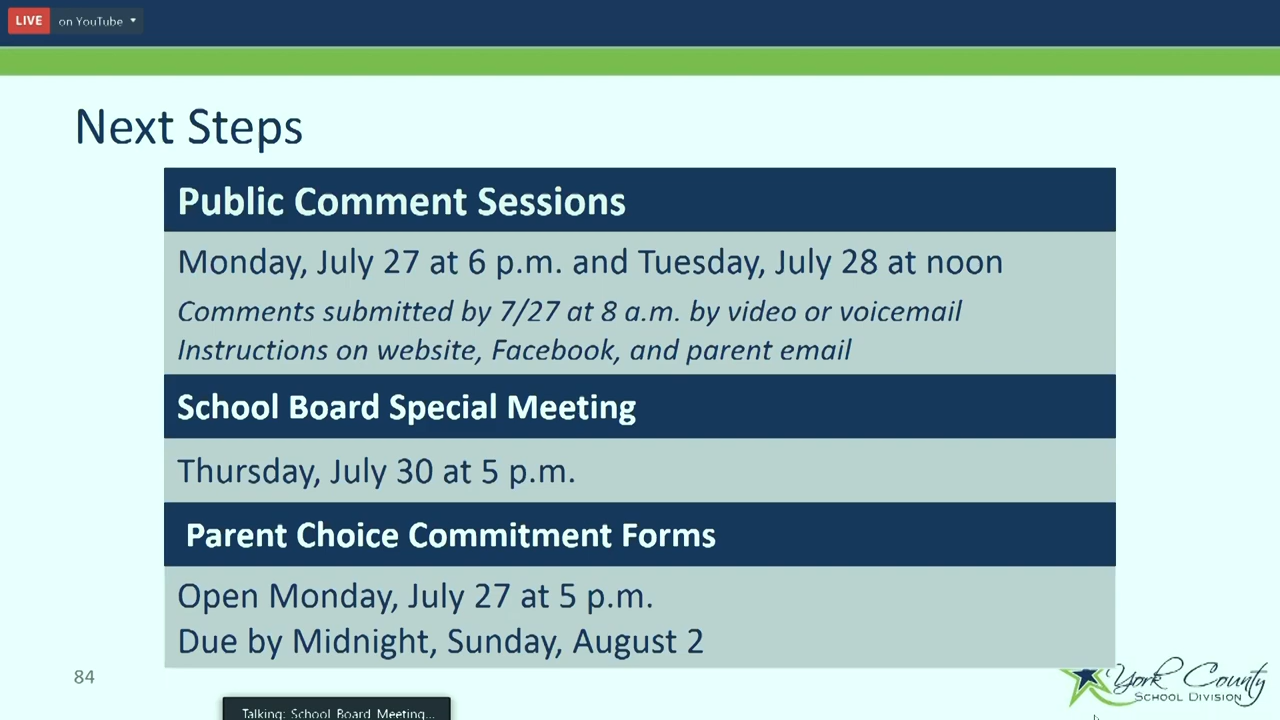 LIVE on YouTube
Next Steps
Public Comment Sessions
Monday, July 27 at 6 p.m. and Tuesday, July 28 at noon
Comments submitted by 7/27 at 8 a.m. by video or voicemail
Instructions on website, Facebook, and parent email
School Board Special Meeting
Thursday, July 30 at 5 p.m.
Parent Choice Commitment Forms
Open Monday, July 27 at 5 p.m.
Due by Midnight, Sunday, August 2
84
York County
SCHOOL DIVISION
Talking: School Board Meeting...